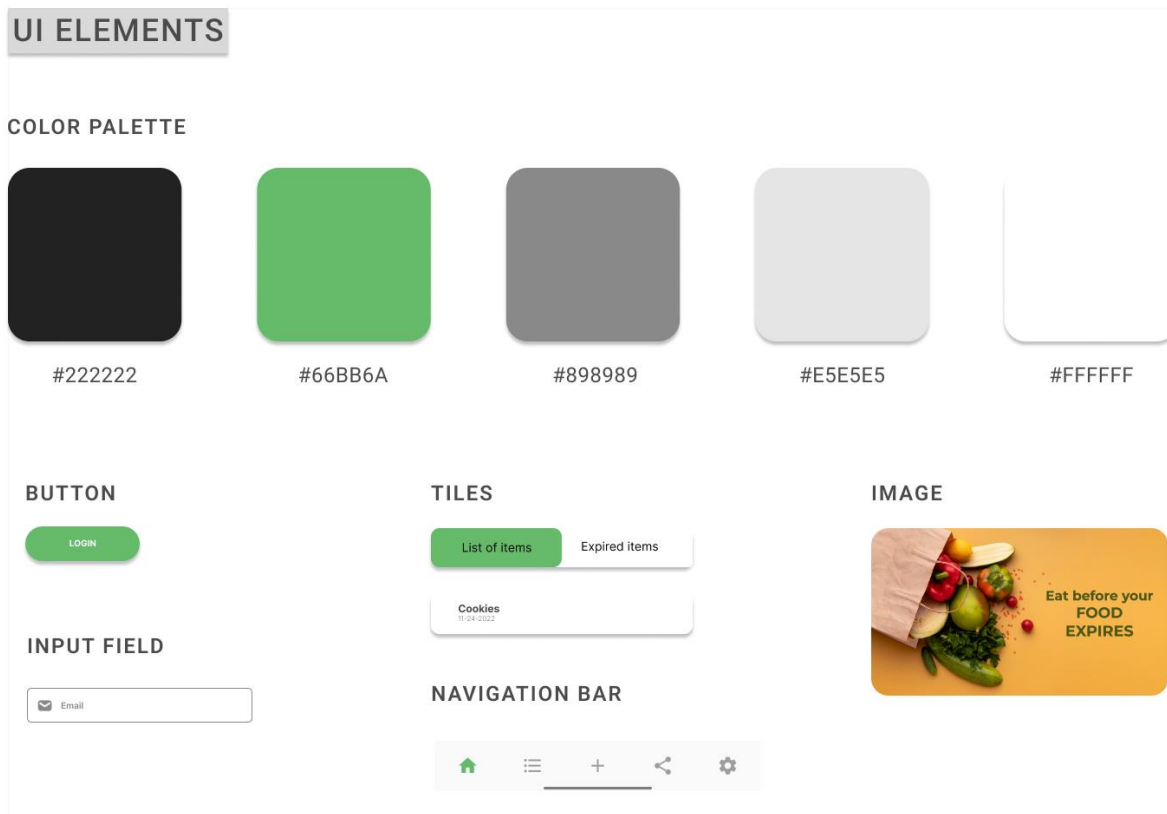 UI ELEMENTS
COLOR PALETTE
#222222
#66BB6A
#898989
#E5E5E5
#FFFFFF
BUTTON
LOGIN
INPUT FIELD
Email
TILES
List of items
Expired items
Cookies
11-24-2022
NAVIGATION BAR
IMAGE
Eat before your
FOOD
EXPIRES